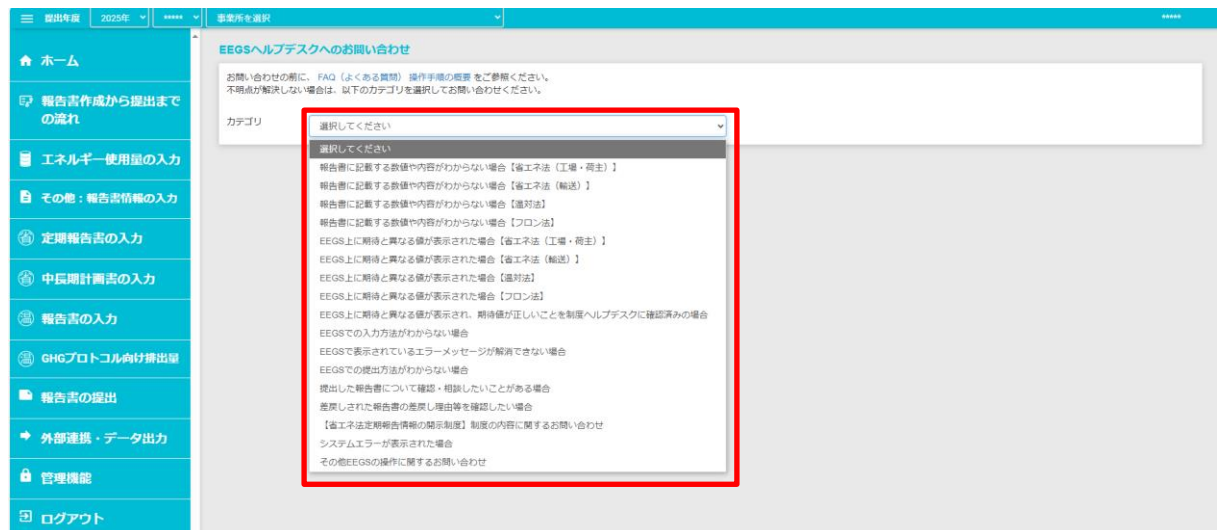 提出年度 2025年 ***** 事業所を選択 *****
ホーム
報告書作成から提出まで
の流れ
エネルギー使用量の入力
その他：報告書情報の入力
定期報告書の入力
中長期計画書の入力
報告書の入力
GHGプロトコル向け排出量
報告書の提出
外部連携・データ出力
管理機能
ログアウト
EEGSヘルプデスクへのお問い合わせ
お問い合わせの前に、 FAQ（よくある質問） 操作手順の概要 をご参照ください。
不明点が解決しない場合は、以下のカテゴリを選択してお問い合わせください。
カテゴリ 選択してください
選択してください
報告書に記載する数値や内容がわからない場合【省エネ法（工場・荷主）】
報告書に記載する数値や内容がわからない場合【省エネ法（輸送）】
報告書に記載する数値や内容がわからない場合【温対法】
報告書に記載する数値や内容がわからない場合【フロン法】
EEGS上に期待と異なる値が表示された場合【省エネ法（工場・荷主）】
EEGS上に期待と異なる値が表示された場合【省エネ法（輸送）】
EEGS上に期待と異なる値が表示された場合【温対法】
EEGS上に期待と異なる値が表示された場合【フロン法】
EEGS上に期待と異なる値が表示され、期待値が正しいことを制度ヘルプデスクに確認済みの場合
EEGSでの入力方法がわからない場合
EEGSで表示されているエラーメッセージが解消できない場合
EEGSでの提出方法がわからない場合
提出した報告書について確認・相談したいことがある場合
差戻しされた報告書の差戻し理由等を確認したい場合
【省エネ法定期報告情報の開示制度】制度の内容に関するお問い合わせ
システムエラーが表示された場合
その他EEGSの操作に関するお問い合わせ